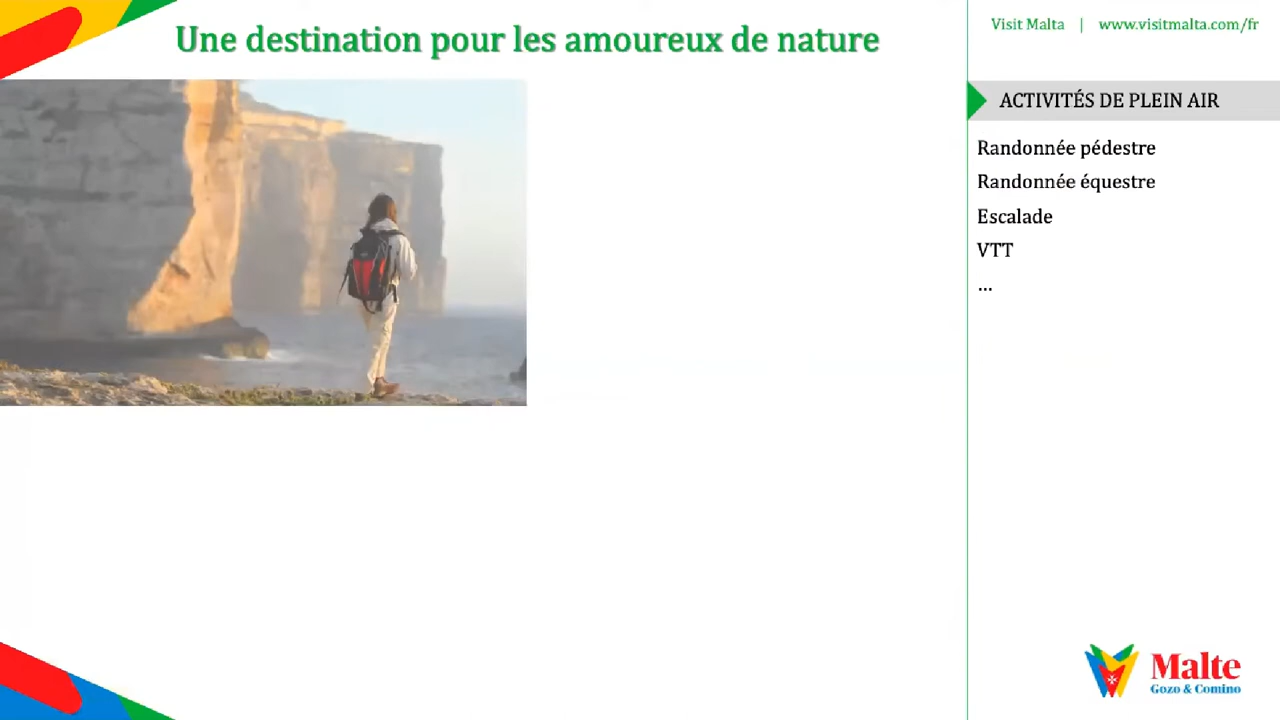 Une destination pour les amoureux de nature
Visit Malta | www.visitmalta.com/fr
ACTIVITÉS DE PLEIN AIR
Randonnée pédestre
Randonnée équestre
Escalade
VTT
...
Malte
Gozo & Comino